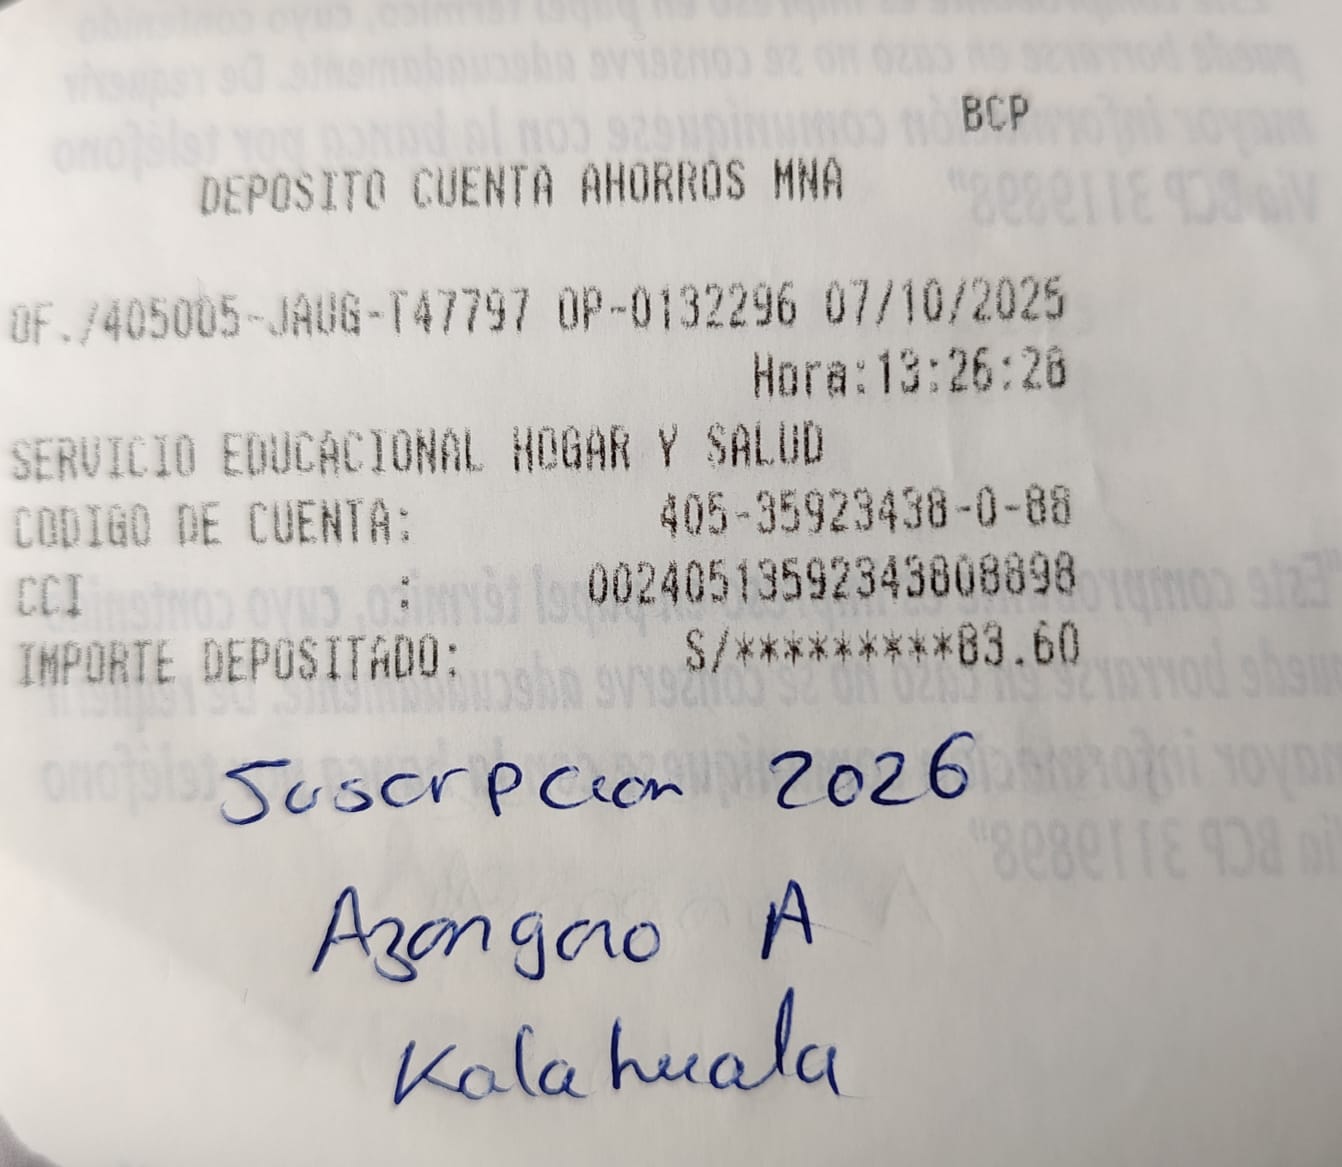 BCP
DEPOSITO CUENTA AHORROS MNA
OF./405005-JAUG-T47797 OP-0132296 07/10/2025
Hora:13:26:28
SERVICIO EDUCACIONAL HOGAR Y SALUD
CODIGO DE CUENTA: 405-35923438-0-88
CCI : 00240513592343808898
IMPORTE DEPOSITADO: S/*********83.60
Suscrpcion 2026
Azangaro A
Kalahuala